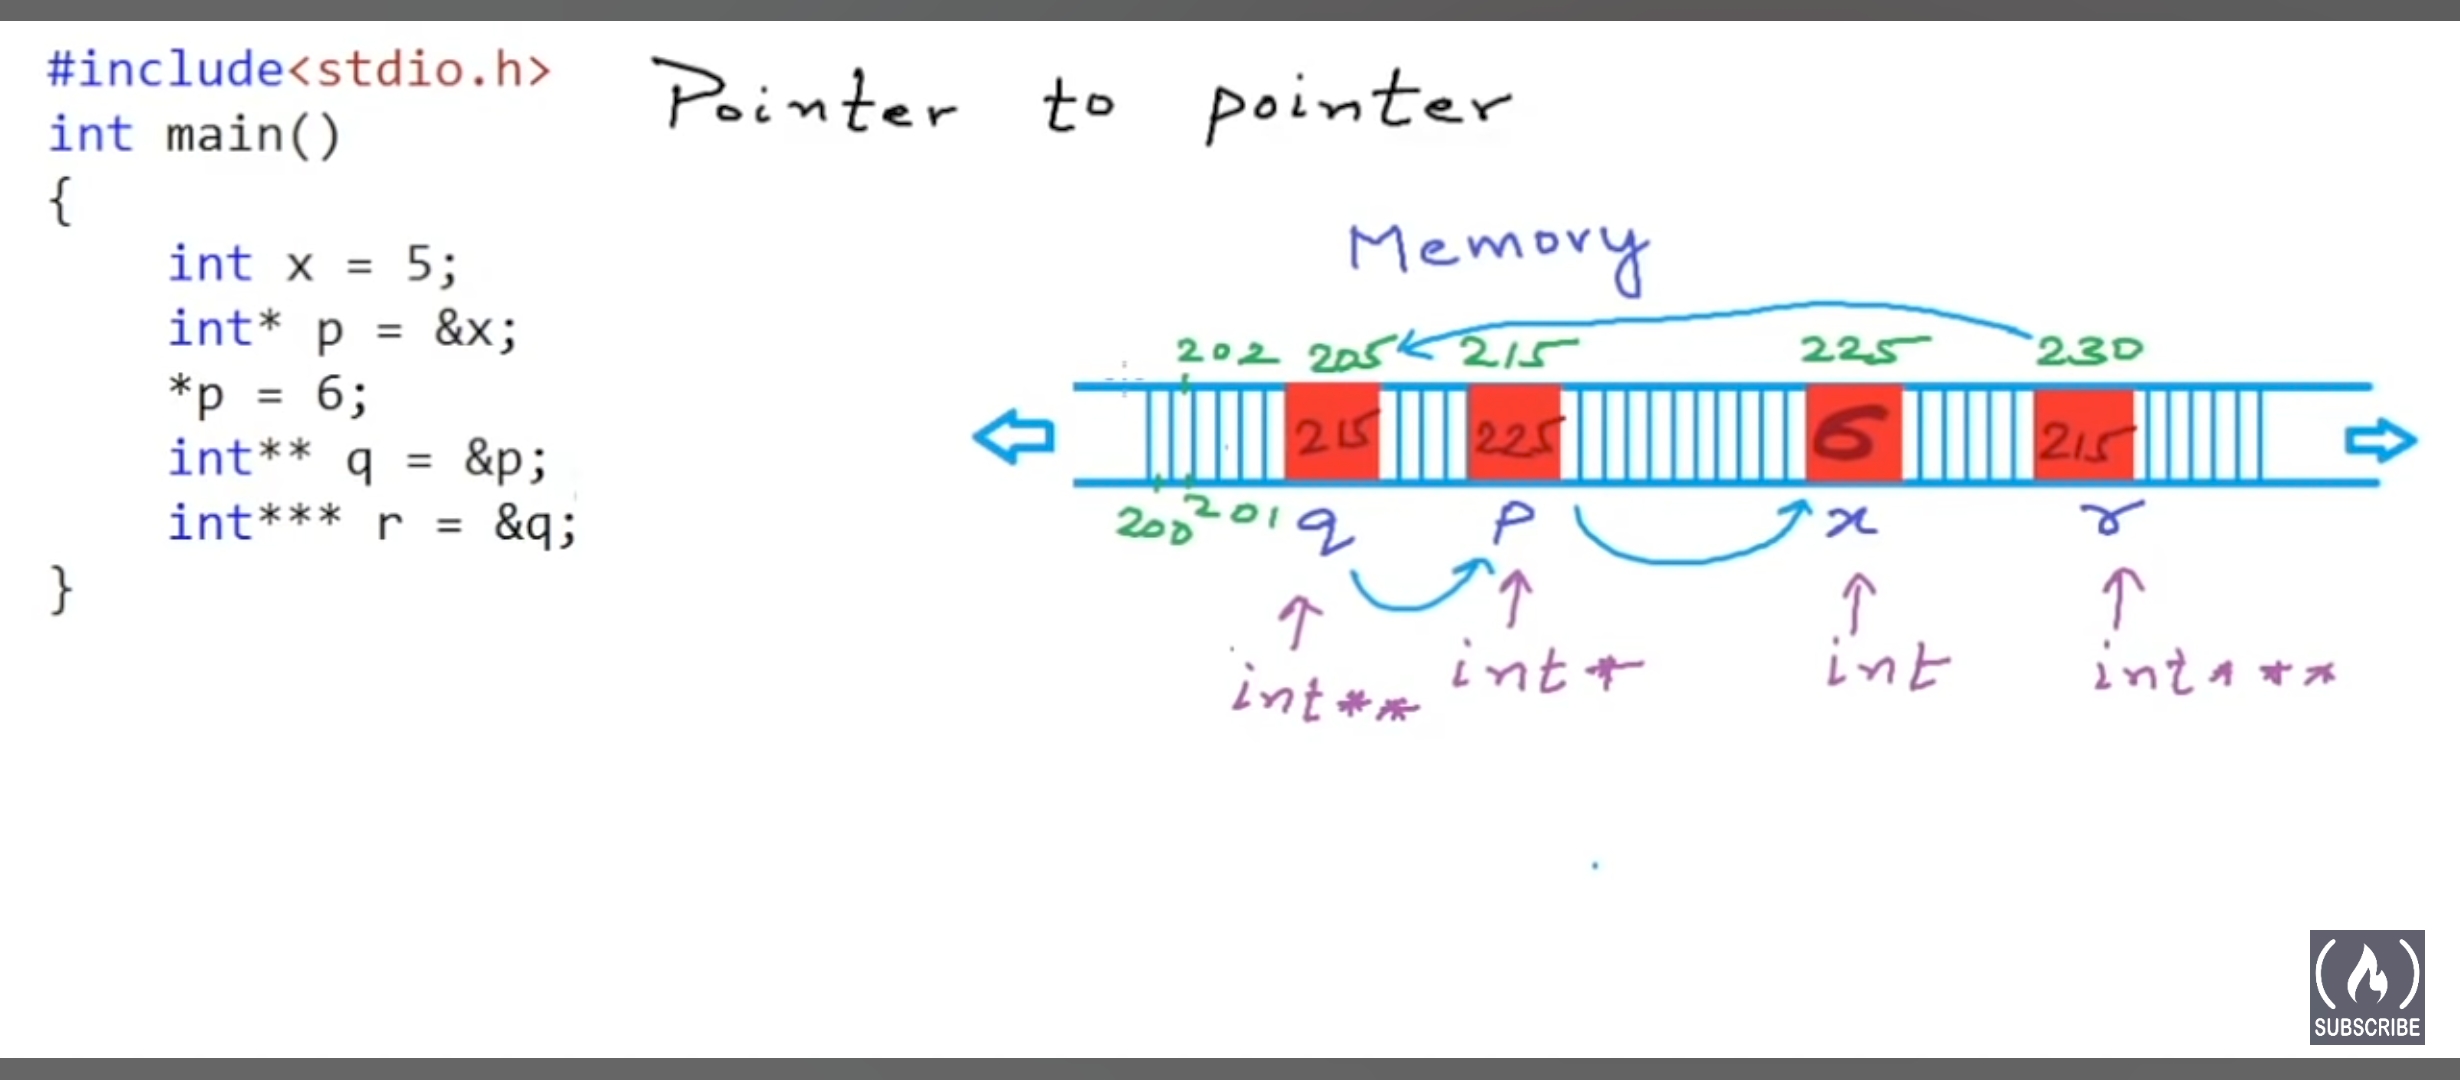 #include<stdio.h>
int main()
{
int x = 5;
int* p = &x;
*p = 6;
int** q = &p;
int*** r = &q;
}
Pointer to pointer
Memory
202 205 215 225 230
215 225 6 215
200 201 q p x r
int** int* int int***
SUBSCRIBE